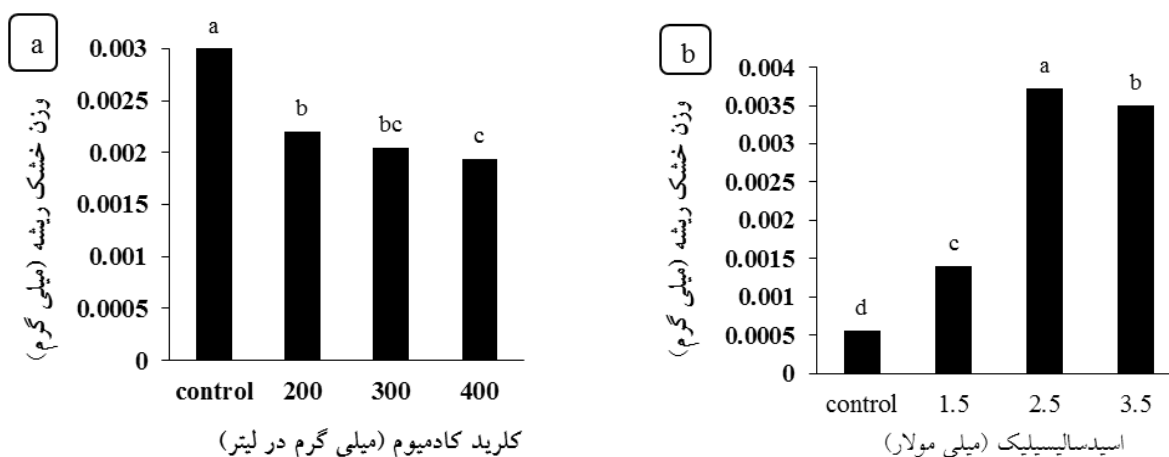 a
وزن خشک ریشه (میلی گرم)
0.003
0.0025
0.002
0.0015
0.001
0.0005
0
a
b
bc
c
control 200 300 400
کلرید کادمیوم (میلی گرم در لیتر)
b
وزن خشک ریشه (میلی گرم)
0.004
0.0035
0.003
0.0025
0.002
0.0015
0.001
0.0005
0
d
c
a
b
control 1.5 2.5 3.5
اسیدسالیسیلیک (میلی مولار)